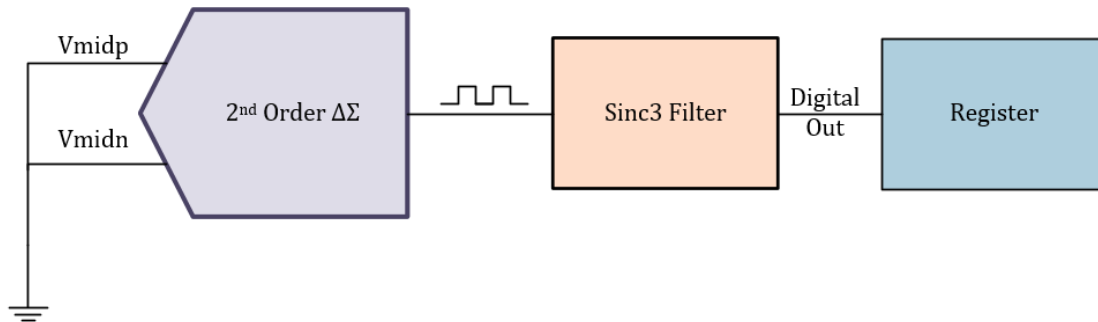 Vmidp
Vmidn
2nd Order ΔΣ
Sinc3 Filter
Digital
Out
Register